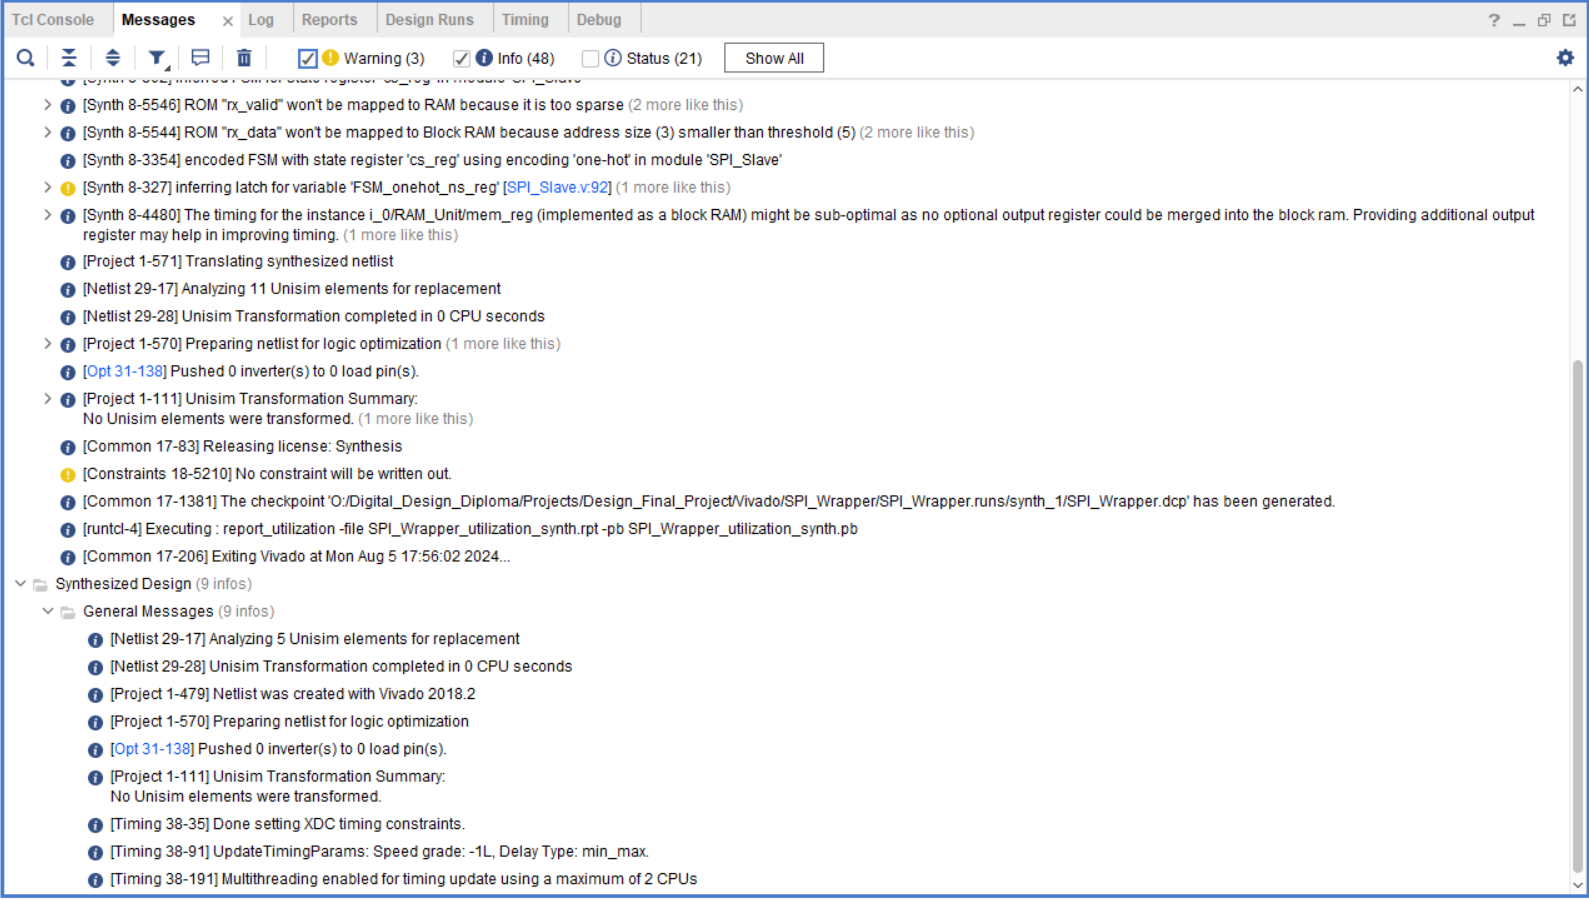 Tcl Console Messages Log Reports Design Runs Timing Debug
Warning (3) Info (48) Status (21) Show All
[Synth 8-5546] ROM "rx_valid" won't be mapped to RAM because it is too sparse (2 more like this)
[Synth 8-5544] ROM "rx_data" won't be mapped to Block RAM because address size (3) smaller than threshold (5) (2 more like this)
[Synth 8-3354] encoded FSM with state register 'cs_reg' using encoding 'one-hot' in module 'SPI_Slave'
[Synth 8-327] inferring latch for variable 'FSM_onehot_ns_reg' [SPI_Slave.v:92] (1 more like this)
[Synth 8-4480] The timing for the instance i_0/RAM_Unit/mem_reg (implemented as a block RAM) might be sub-optimal as no optional output register could be merged into the block ram. Providing additional output
register may help in improving timing. (1 more like this)
[Project 1-571] Translating synthesized netlist
[Netlist 29-17] Analyzing 11 Unisim elements for replacement
[Netlist 29-28] Unisim Transformation completed in 0 CPU seconds
[Project 1-570] Preparing netlist for logic optimization (1 more like this)
[Opt 31-138] Pushed 0 inverter(s) to 0 load pin(s).
[Project 1-111] Unisim Transformation Summary:
No Unisim elements were transformed. (1 more like this)
[Common 17-83] Releasing license: Synthesis
[Constraints 18-5210] No constraint will be written out.
[Common 17-1381] The checkpoint 'O:/Digital_Design_Diploma/Projects/Design_Final_Project/Vivado/SPI_Wrapper/SPI_Wrapper.runs/synth_1/SPI_Wrapper.dcp' has been generated.
[runtcl-4] Executing : report_utilization -file SPI_Wrapper_utilization_synth.rpt -pb SPI_Wrapper_utilization_synth.pb
[Common 17-206] Exiting Vivado at Mon Aug 5 17:56:02 2024...
Synthesized Design (9 infos)
General Messages (9 infos)
[Netlist 29-17] Analyzing 5 Unisim elements for replacement
[Netlist 29-28] Unisim Transformation completed in 0 CPU seconds
[Project 1-479] Netlist was created with Vivado 2018.2
[Project 1-570] Preparing netlist for logic optimization
[Opt 31-138] Pushed 0 inverter(s) to 0 load pin(s).
[Project 1-111] Unisim Transformation Summary:
No Unisim elements were transformed.
[Timing 38-35] Done setting XDC timing constraints.
[Timing 38-91] UpdateTimingParams: Speed grade: -1L, Delay Type: min_max.
[Timing 38-191] Multithreading enabled for timing update using a maximum of 2 CPUs